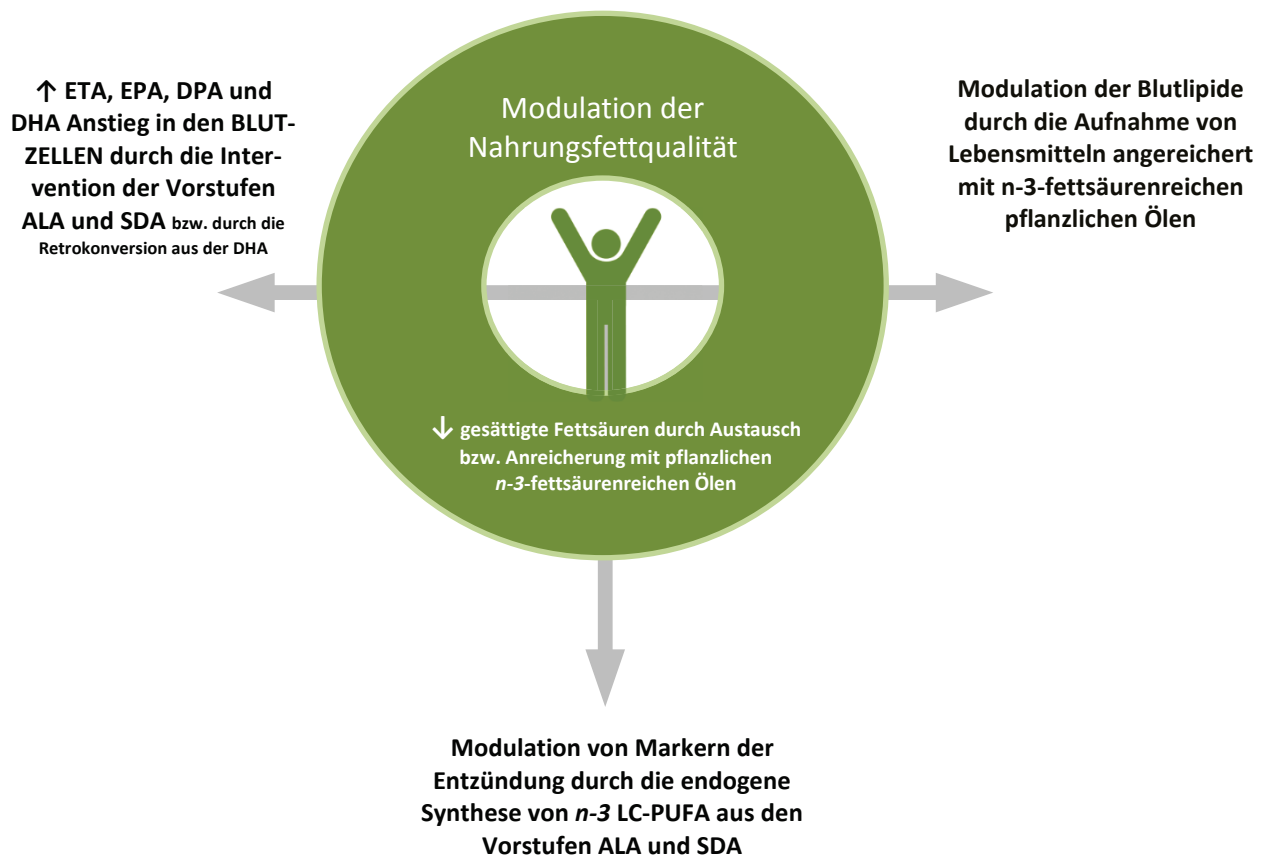 ↑ ETA, EPA, DPA und
DHA Anstieg in den BLUT-
ZELLEN durch die Inter-
vention der Vorstufen
ALA und SDA bzw. durch die
Retrokonversion aus der DHA
Modulation der
Nahrungsfettqualität
↓ gesättigte Fettsäuren durch Austausch
bzw. Anreicherung mit pflanzlichen
n-3-fettsäurenreichen Ölen
Modulation der Blutlipide
durch die Aufnahme von
Lebensmitteln angereichert
mit n-3-fettsäurenreichen
pflanzlichen Ölen
Modulation von Markern der
Entzündung durch die endogene
Synthese von n-3 LC-PUFA aus den
Vorstufen ALA und SDA